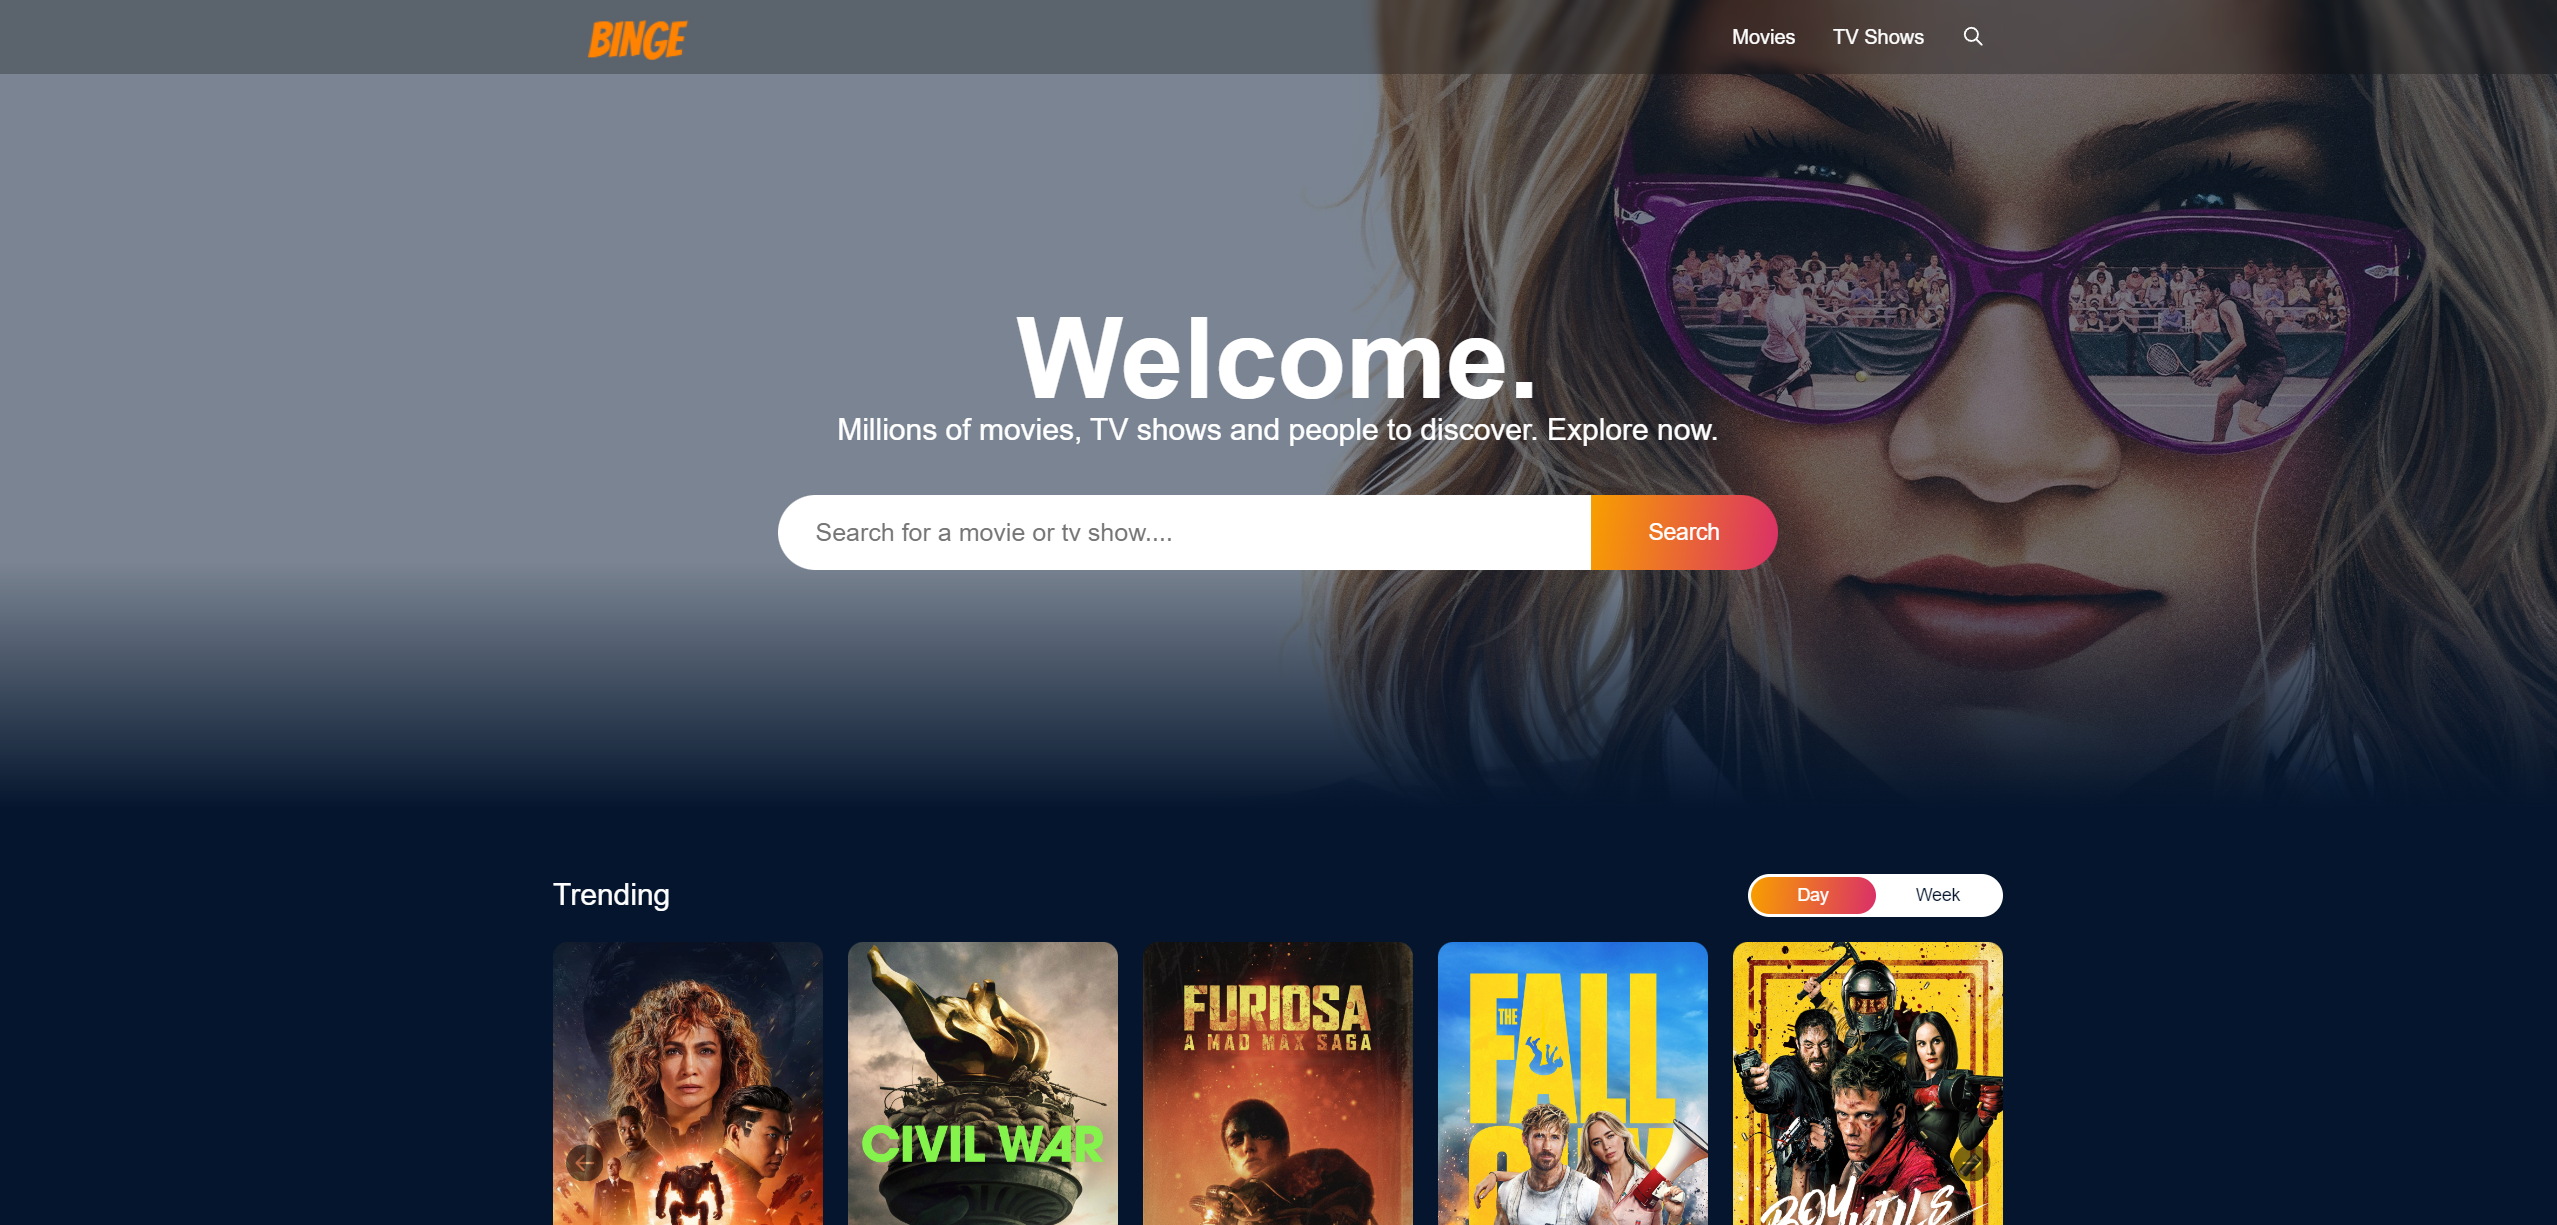 BINGE
Movies
TV Shows
Welcome.
Millions of movies, TV shows and people to discover. Explore now.
Search for a movie or tv show....
Search
Trending
Day
Week
CIVIL WAR
FURIOSA
A MAD MAX SAGA
THE
FALL